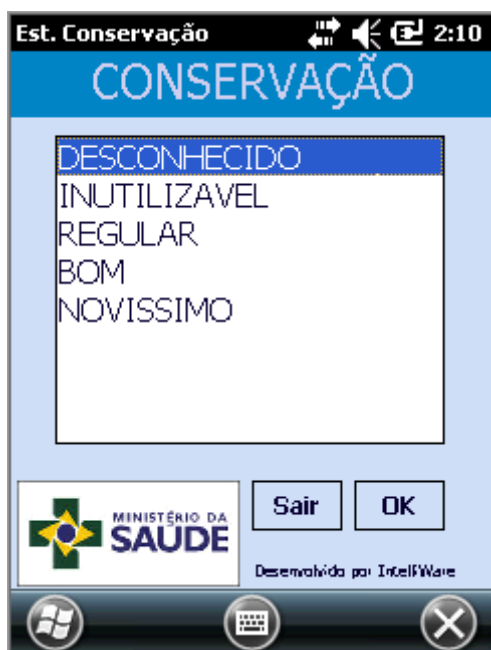 Est. Conservação 2:10
CONSERVAÇÃO
DESCONHECIDO
INUTILIZAVEL
REGULAR
BOM
NOVISSIMO
MINISTÉRIO DA
SAÚDE
Sair OK
Desenvolvido por IntelliWare